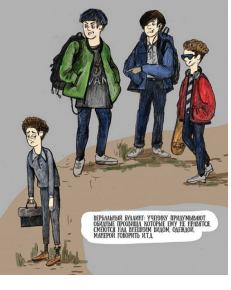 ВЕРБАЛЬНЫЙ БУЛЛИНГ: УЧЕНИКУ ПРИДУМЫВАЮТ
ОБИДНЫЕ ПРОЗВИЩА, КОТОРЫЕ ЕМУ НЕ НРАВЯТСЯ,
СМЕЮТСЯ НАД ВНЕШНИМ ВИДОМ, ОДЕЖДОЙ,
МАНЕРОЙ ГОВОРИТЬ И.Т.Д.